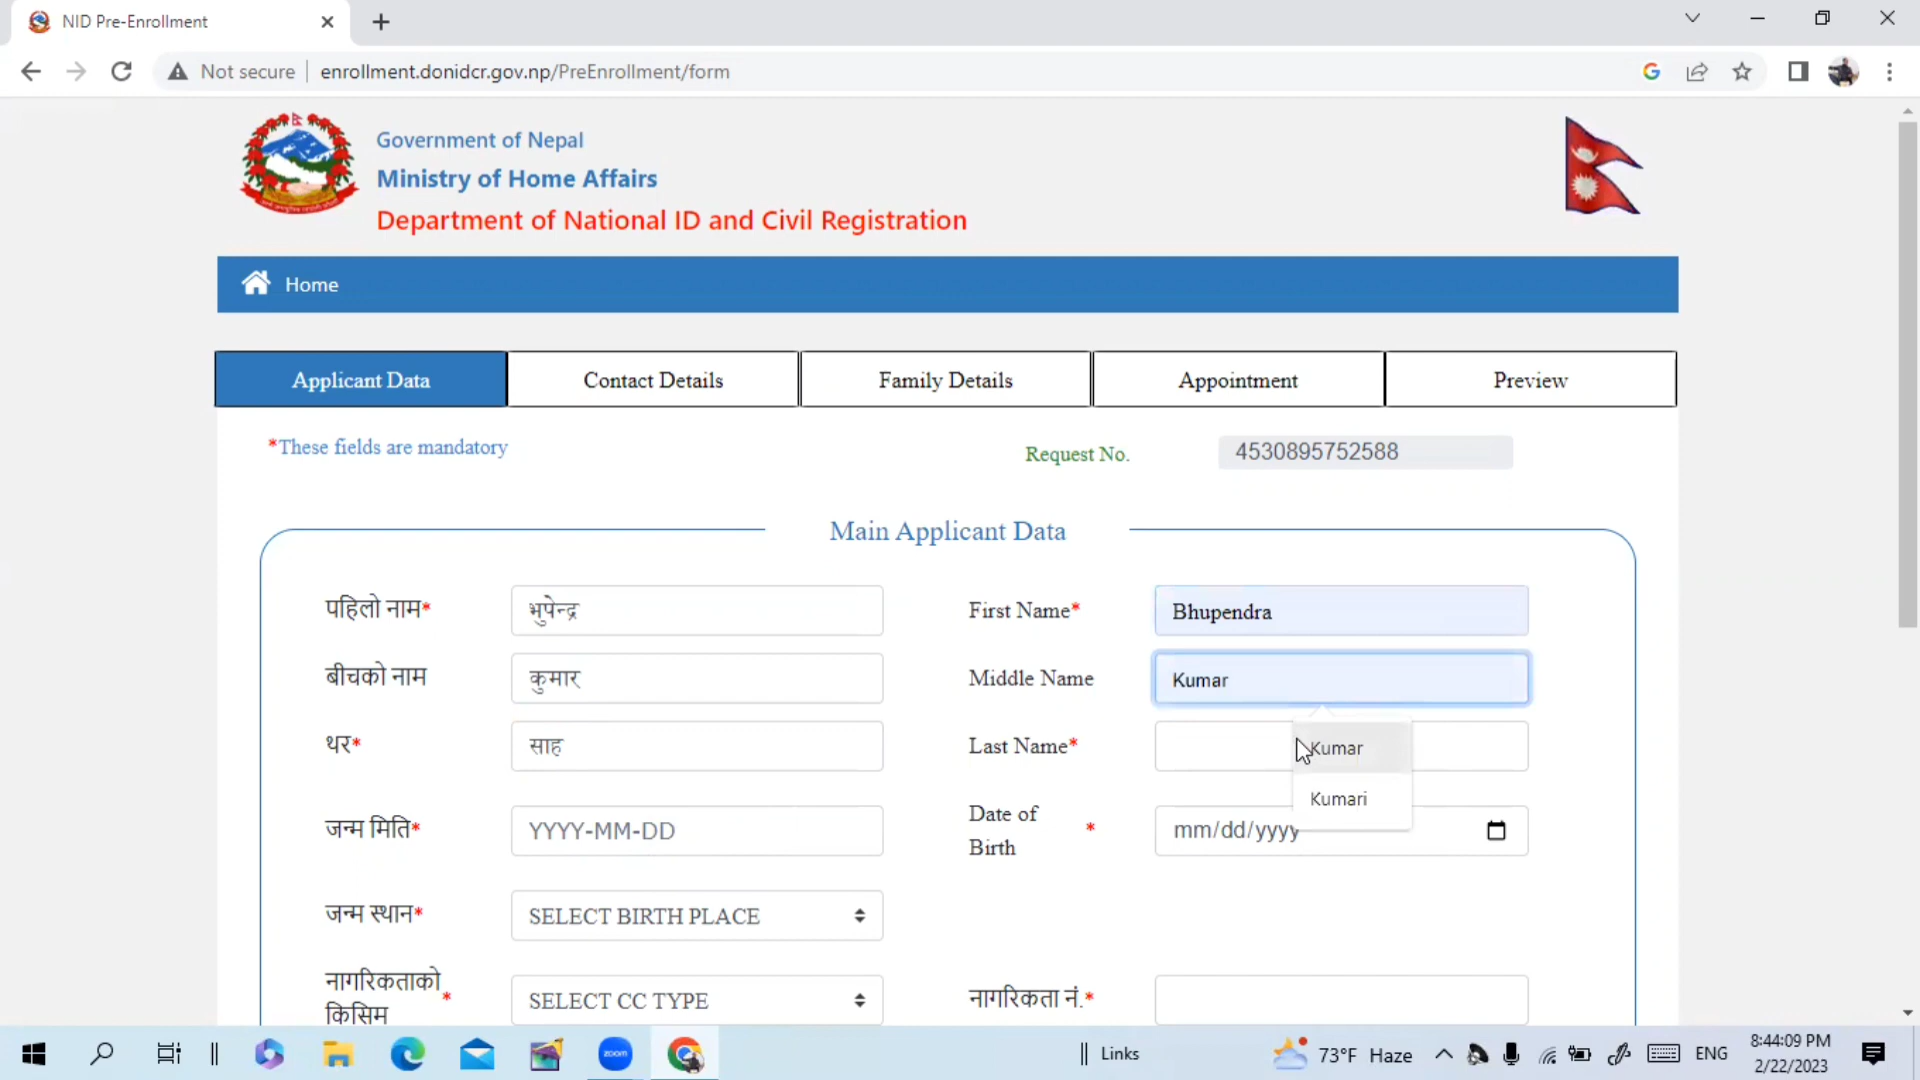 NID Pre-Enrollment
Not secure
enrollment.donidcr.gov.np/PreEnrollment/form
Government of Nepal
Ministry of Home Affairs
Department of National ID and Civil Registration
Home
Applicant Data
Contact Details
Family Details
Appointment
Preview
*These fields are mandatory
Request No.
4530895752588
Main Applicant Data
पहिलो नाम*
भुपेन्द्र
First Name*
Bhupendra
बीचको नाम
कुमार
Middle Name
Kumar
थर*
साह
Last Name*
Kumar
Kumari
जन्म मिति*
YYYY-MM-DD
Date of
Birth
*
mm/dd/yyyy
जन्म स्थान*
SELECT BIRTH PLACE
नागरिकताको
किसिम
*
SELECT CC TYPE
नागरिकता नं.*
zoom
Links
73°F Haze
ENG
8:44:09 PM
2/22/2023